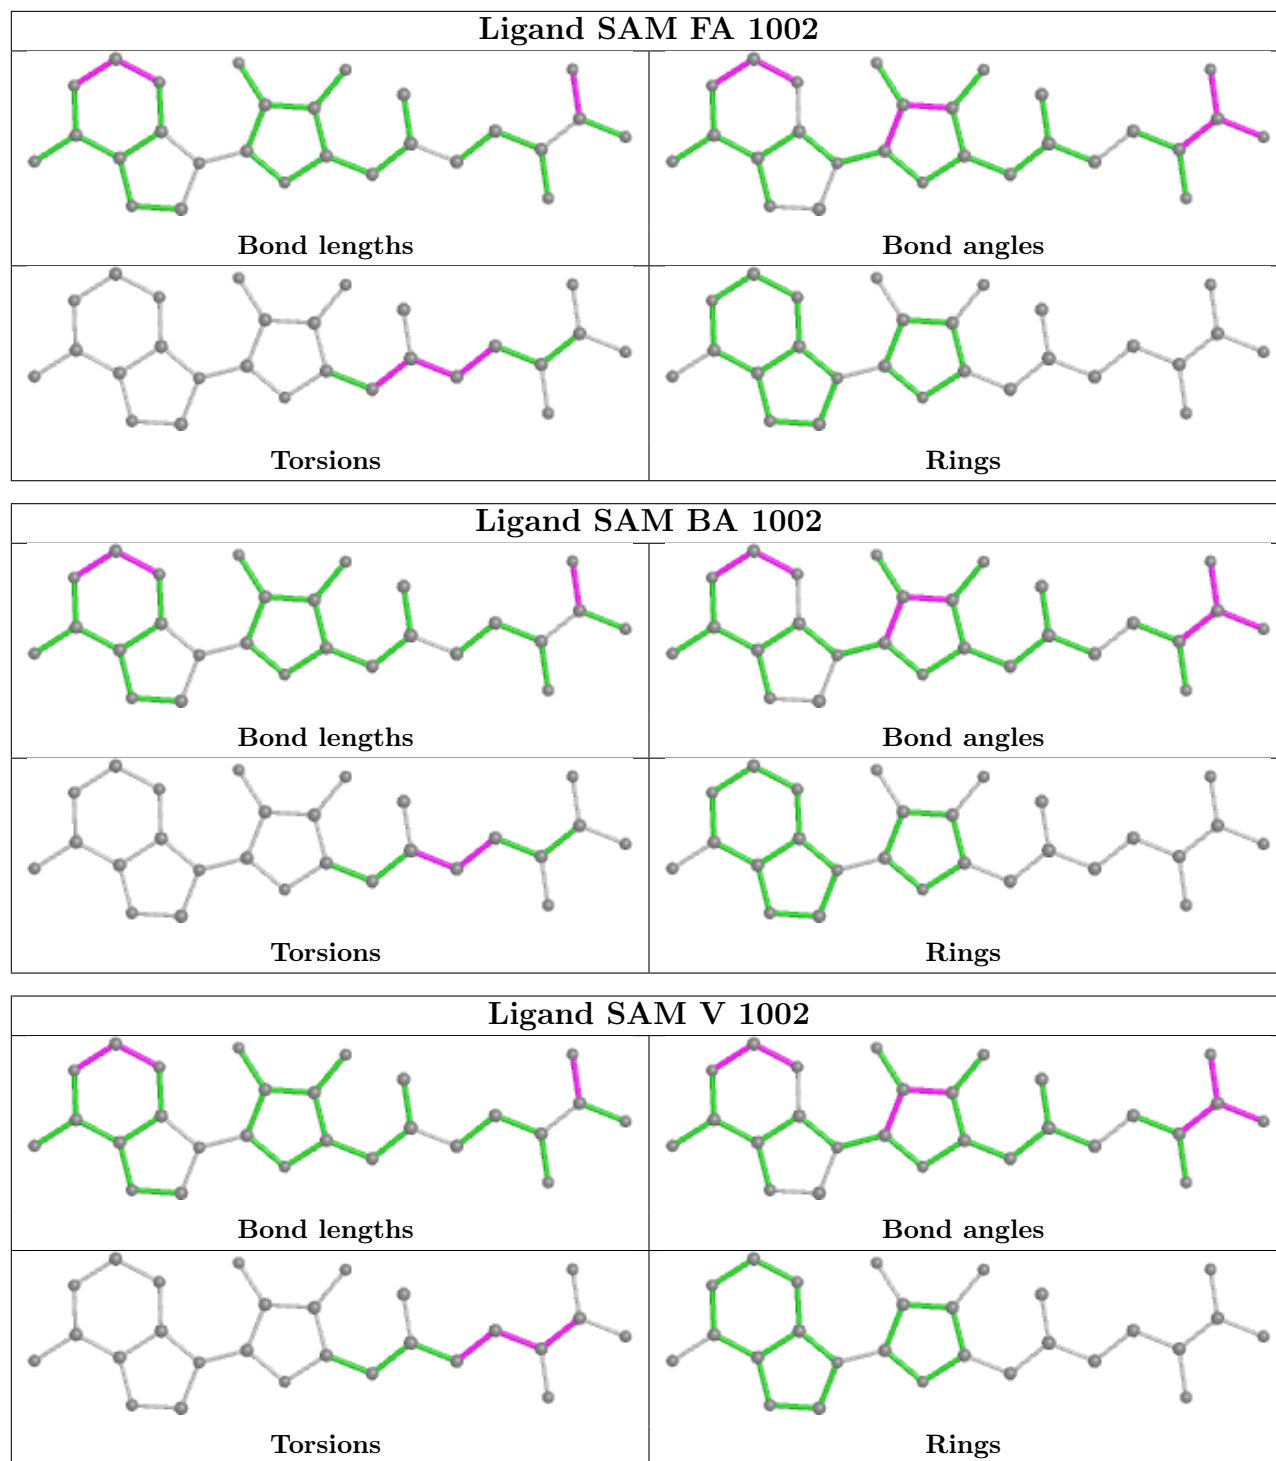 Ligand SAM FA 1002
Bond lengths
Bond angles
Torsions
Rings
Ligand SAM BA 1002
Bond lengths
Bond angles
Torsions
Rings
Ligand SAM V 1002
Bond lengths
Bond angles
Torsions
Rings